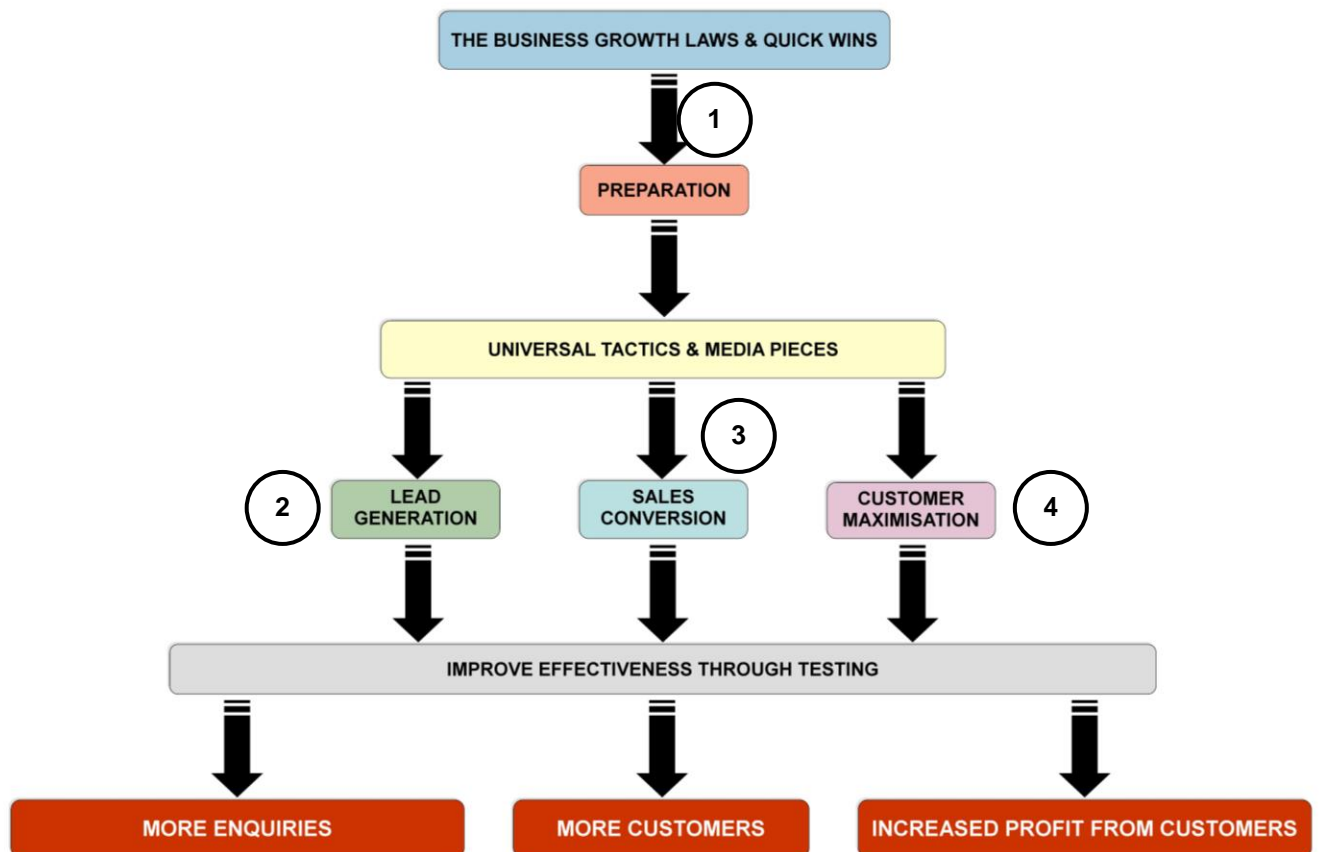 THE BUSINESS GROWTH LAWS & QUICK WINS
1
PREPARATION
UNIVERSAL TACTICS & MEDIA PIECES
3
2
LEAD
GENERATION
SALES
CONVERSION
CUSTOMER
MAXIMISATION
4
IMPROVE EFFECTIVENESS THROUGH TESTING
MORE ENQUIRIES
MORE CUSTOMERS
INCREASED PROFIT FROM CUSTOMERS